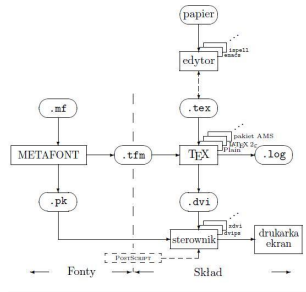 papier
ispell
emacs
edytor
.mf
.tex
pakiet AMS
LATEX 2ε
Plain
METAFONT
.tfm
TEX
.log
.pk
.dvi
xdvi
dvips
sterownik
drukarka
ekran
POSTSCRIPT
Fonty
Skład